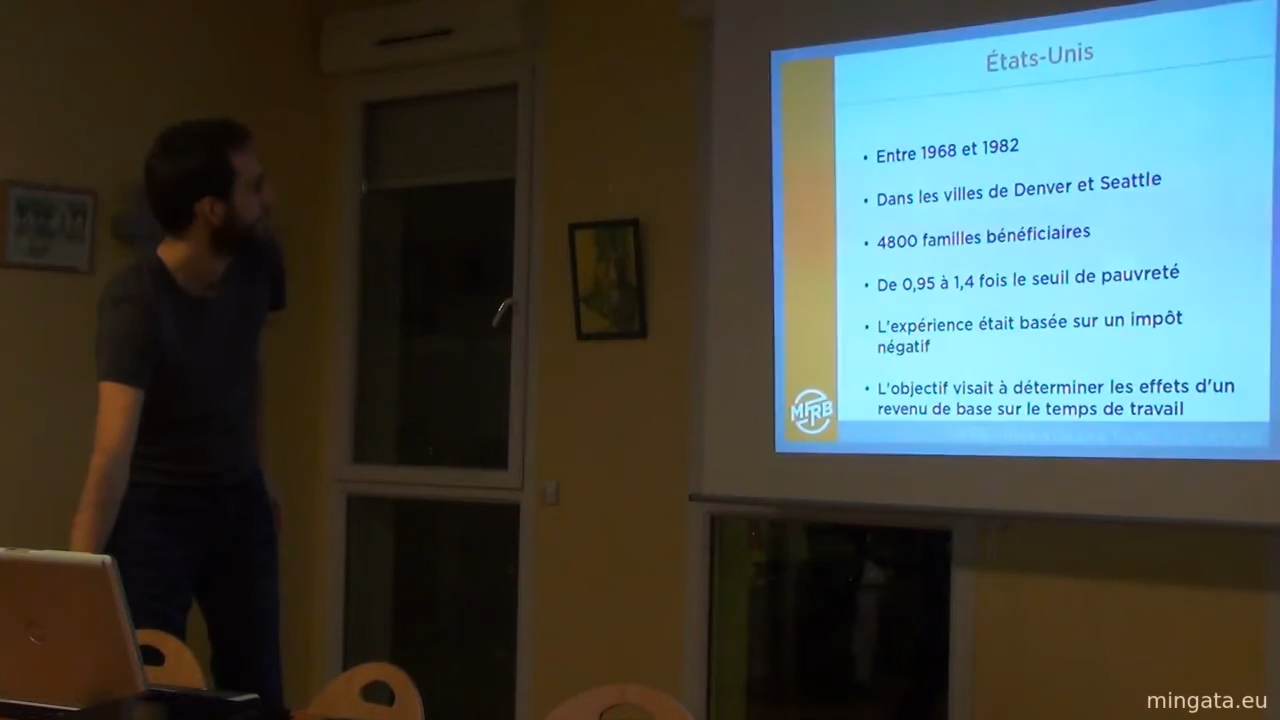 États-Unis
• Entre 1968 et 1982
• Dans les villes de Denver et Seattle
• 4800 familles bénéficiaires
• De 0,95 à 1,4 fois le seuil de pauvreté
• L'expérience était basée sur un impôt
négatif
• L'objectif visait à déterminer les effets d'un
revenu de base sur le temps de travail
MFRB
mingata.eu